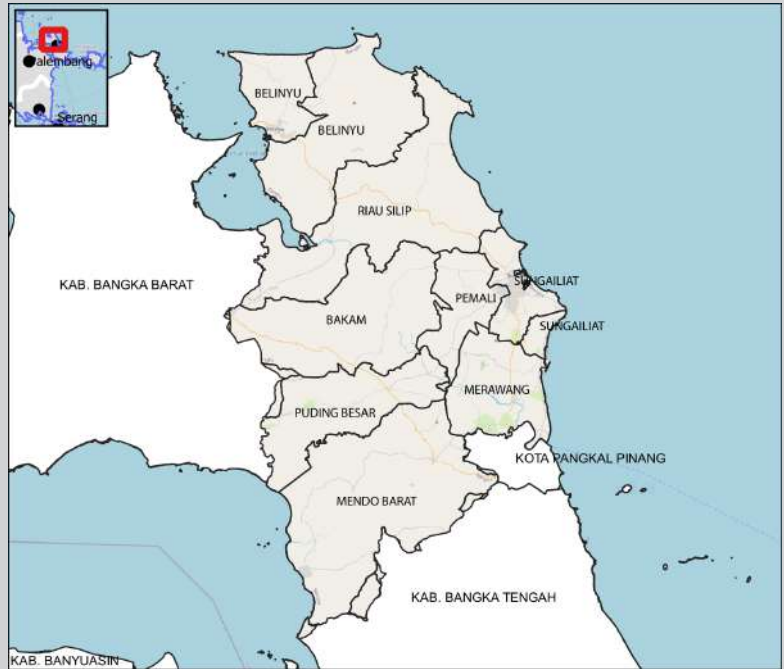 alembang
Serang
BELINYU
BELINYU
RIAU SILIP
KAB. BANGKA BARAT
SUNGAILIAT
PEMALI
BAKAM
SUNGAILIAT
MERAWANG
PUDING BESAR
KOTA PANGKAL PINANG
MENDO BARAT
KAB. BANGKA TENGAH
KAB. BANYUASIN